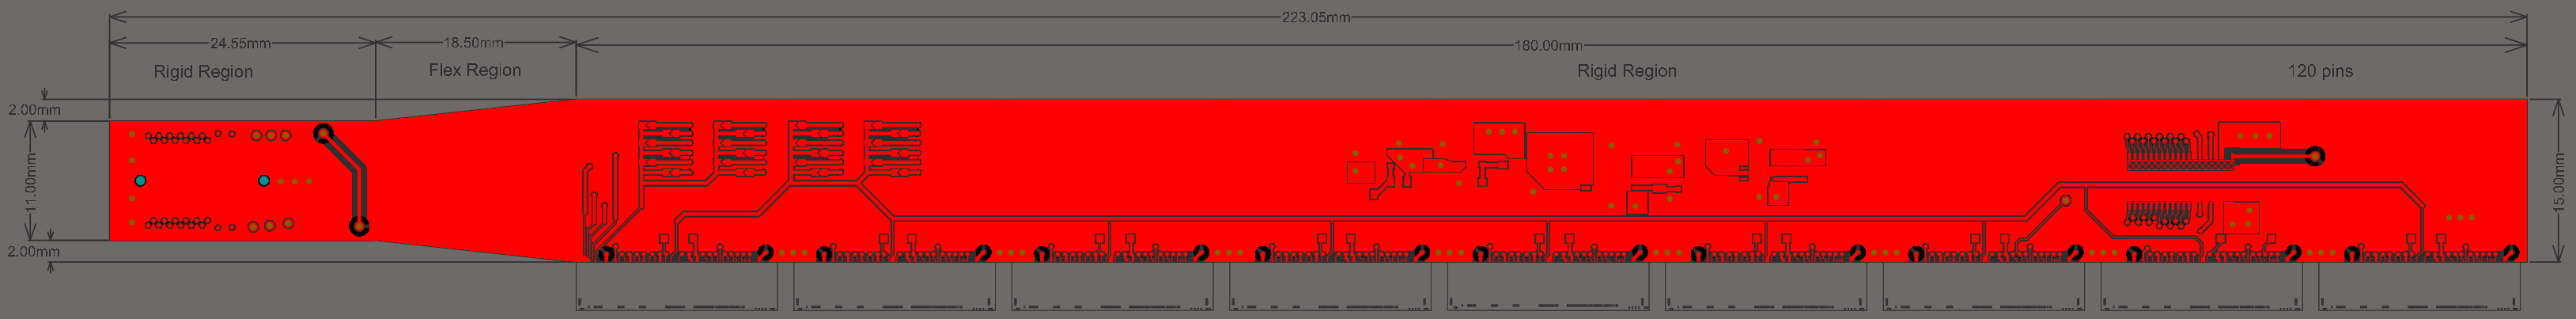 223.05mm
24.55mm
18.50mm
180.00mm
Rigid Region
Flex Region
Rigid Region
120 pins
2.00mm
11.00mm
15.00mm
2.00mm